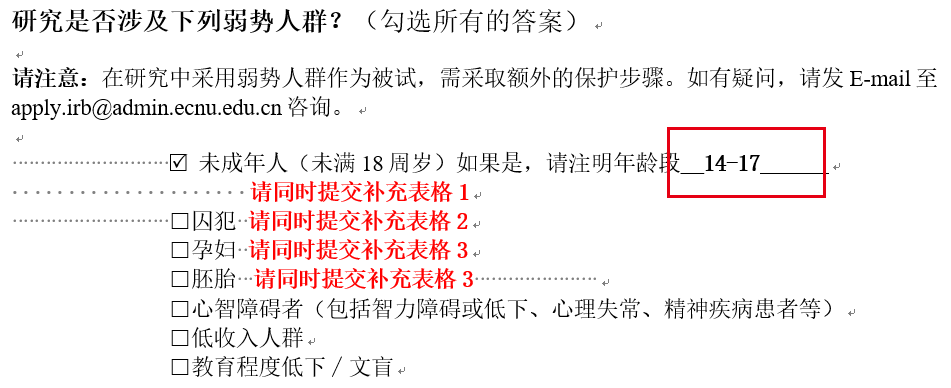 研究是否涉及下列弱势人群？（勾选所有的答案）
请注意：在研究中采用弱势人群作为被试，需采取额外的保护步骤。如有疑问，请发 E-mail 至
apply.irb@admin.ecnu.edu.cn 咨询。
☑ 未成年人（未满 18 周岁）如果是，请注明年龄段__14-17______
请同时提交补充表格 1
□囚犯 请同时提交补充表格 2
□孕妇 请同时提交补充表格 3
□胚胎 请同时提交补充表格 3
□心智障碍者（包括智力障碍或低下、心理失常、精神疾病患者等）
□低收入人群
□教育程度低下／文盲